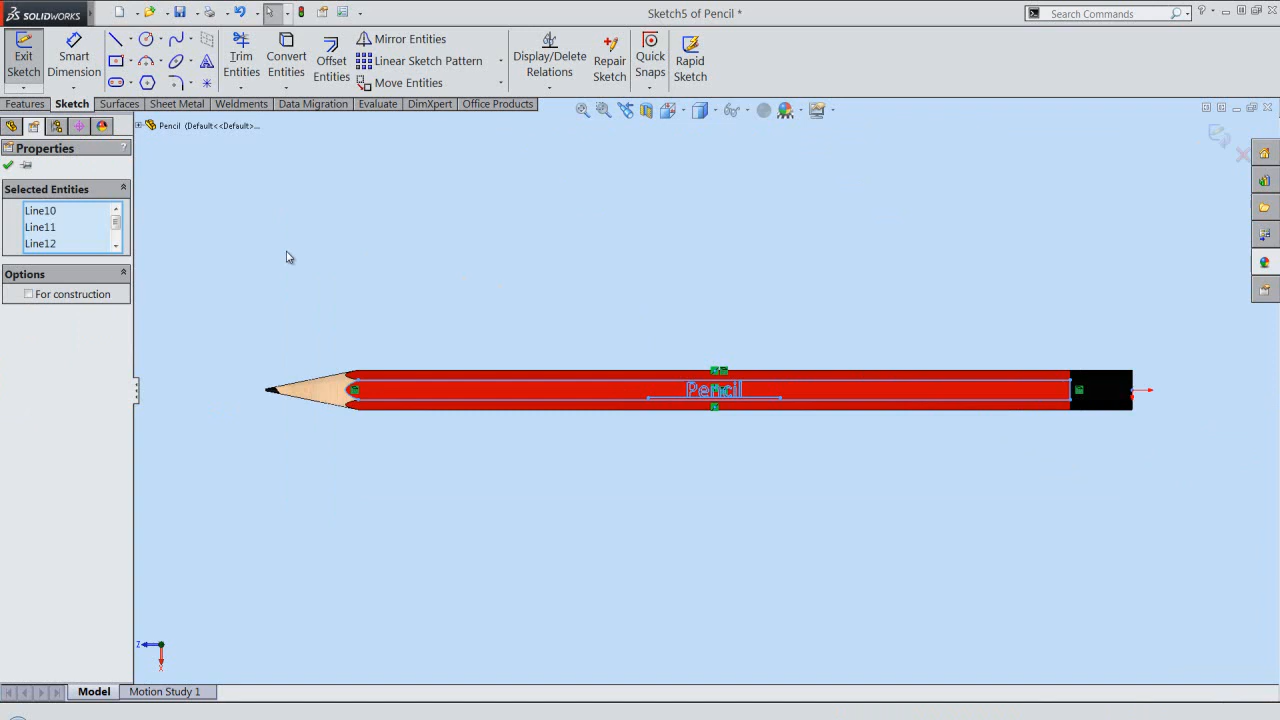 SOLIDWORKS
Sketch5 of Pencil *
Search Commands
?
Exit Sketch
Smart Dimension
Trim Entities
Convert Entities
Offset Entities
Mirror Entities
Linear Sketch Pattern
Move Entities
Display/Delete Relations
Repair Sketch
Quick Snaps
Rapid Sketch
Features Sketch Surfaces Sheet Metal Weldments Data Migration Evaluate DimXpert Office Products
Pencil (Default<<Default>...
Properties ?
Selected Entities
Line10
Line11
Line12
Options
For construction
Pencil
Z
X
Model Motion Study 1